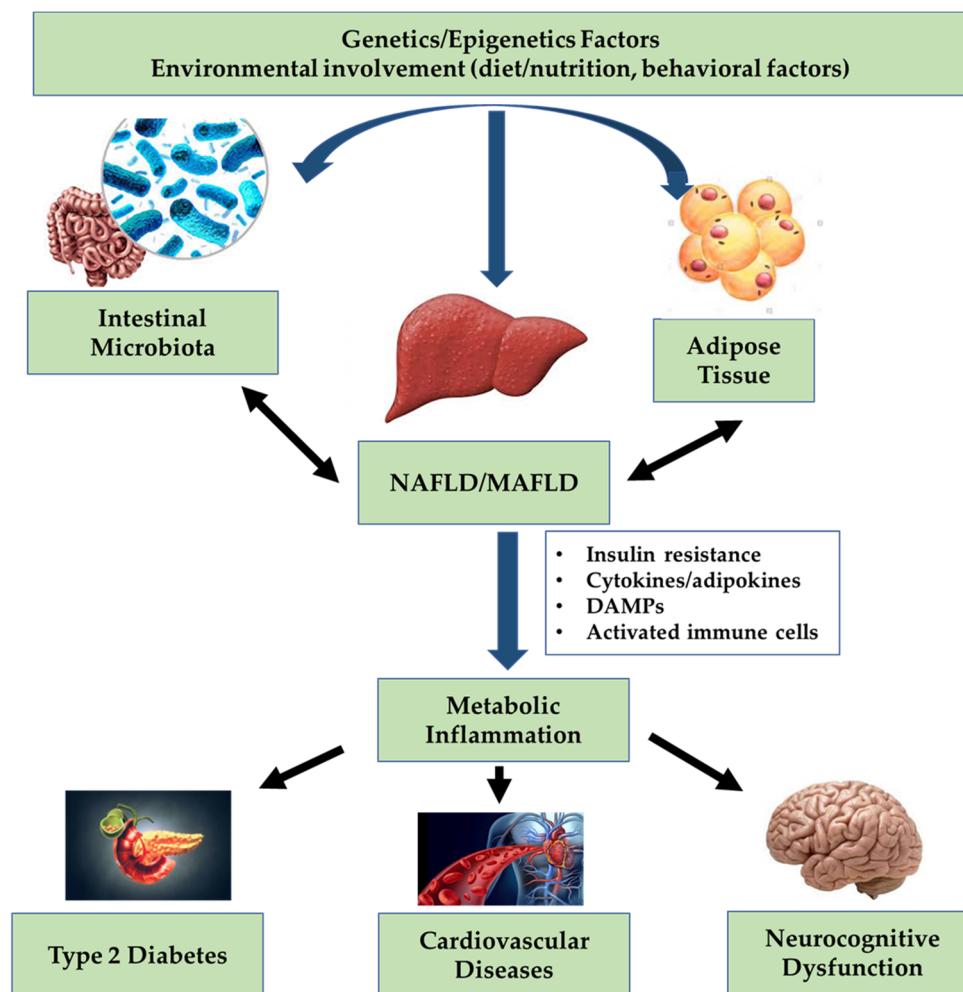 Genetics/Epigenetics Factors
Environmental involvement (diet/nutrition, behavioral factors)
Intestinal
Microbiota
Adipose
Tissue
NAFLD/MAFLD
• Insulin resistance
• Cytokines/adipokines
• DAMPs
• Activated immune cells
Metabolic
Inflammation
Type 2 Diabetes
Cardiovascular
Diseases
Neurocognitive
Dysfunction